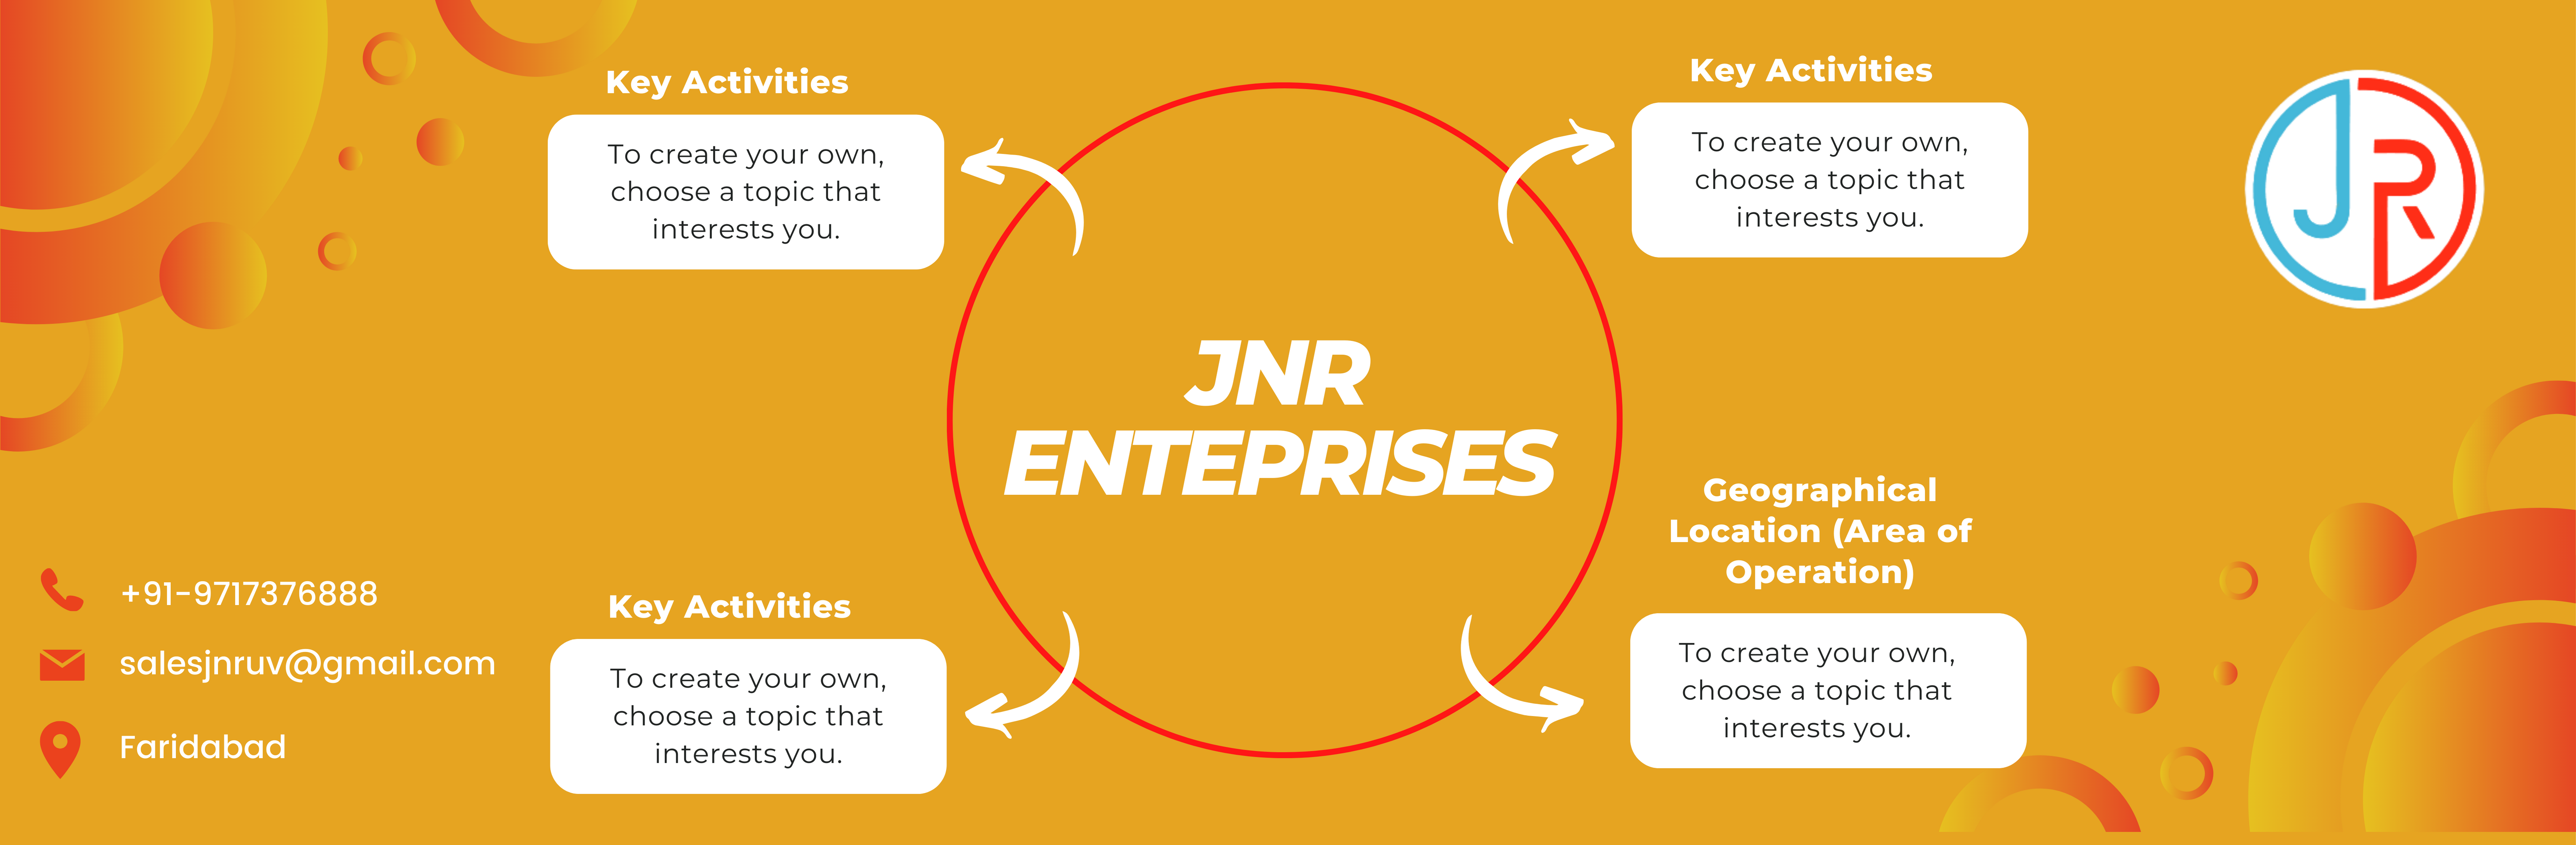 Key Activities
To create your own,
choose a topic that
interests you.
Key Activities
To create your own,
choose a topic that
interests you.
JR
JNR
ENTEPRISES
Geographical
Location (Area of
Operation)
To create your own,
choose a topic that
interests you.
Key Activities
To create your own,
choose a topic that
interests you.
+91-9717376888
salesjnruv@gmail.com
Faridabad